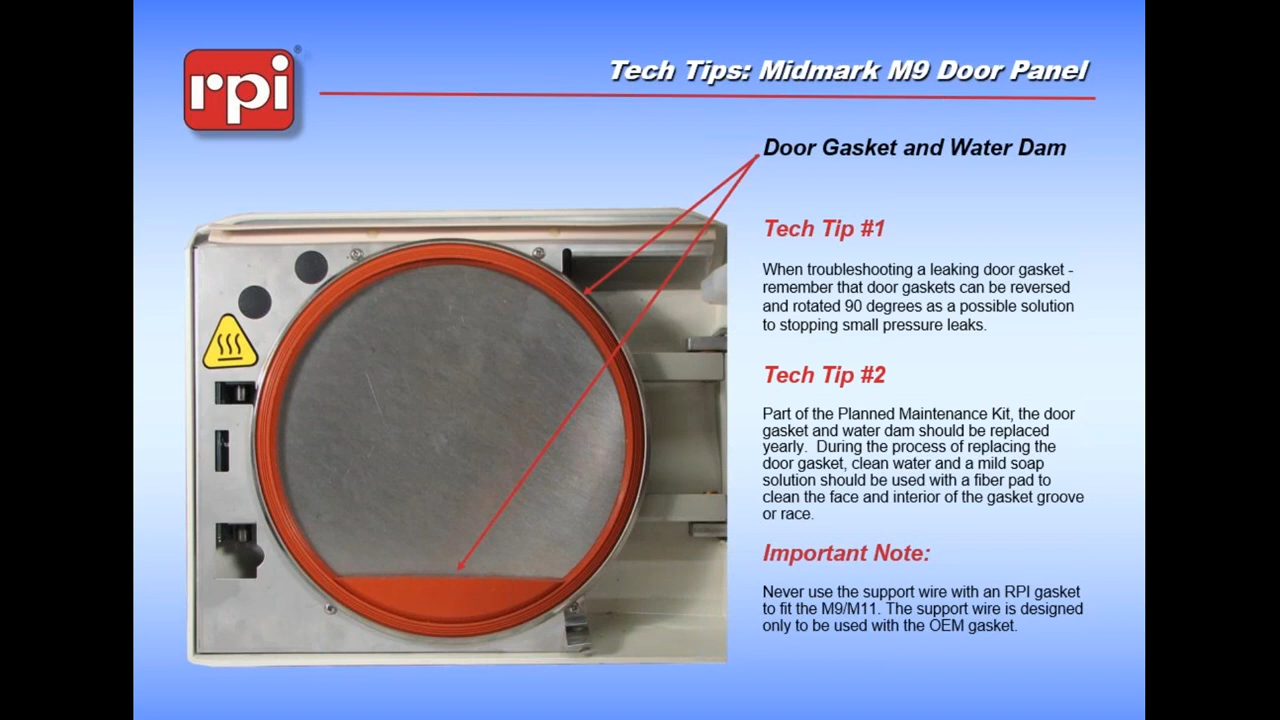 rpi®
Tech Tips: Midmark M9 Door Panel
Door Gasket and Water Dam
Tech Tip #1
When troubleshooting a leaking door gasket -
remember that door gaskets can be reversed
and rotated 90 degrees as a possible solution
to stopping small pressure leaks.
Tech Tip #2
Part of the Planned Maintenance Kit, the door
gasket and water dam should be replaced
yearly.  During the process of replacing the
door gasket, clean water and a mild soap
solution should be used with a fiber pad to
clean the face and interior of the gasket groove
or race.
Important Note:
Never use the support wire with an RPI gasket
to fit the M9/M11. The support wire is designed
only to be used with the OEM gasket.